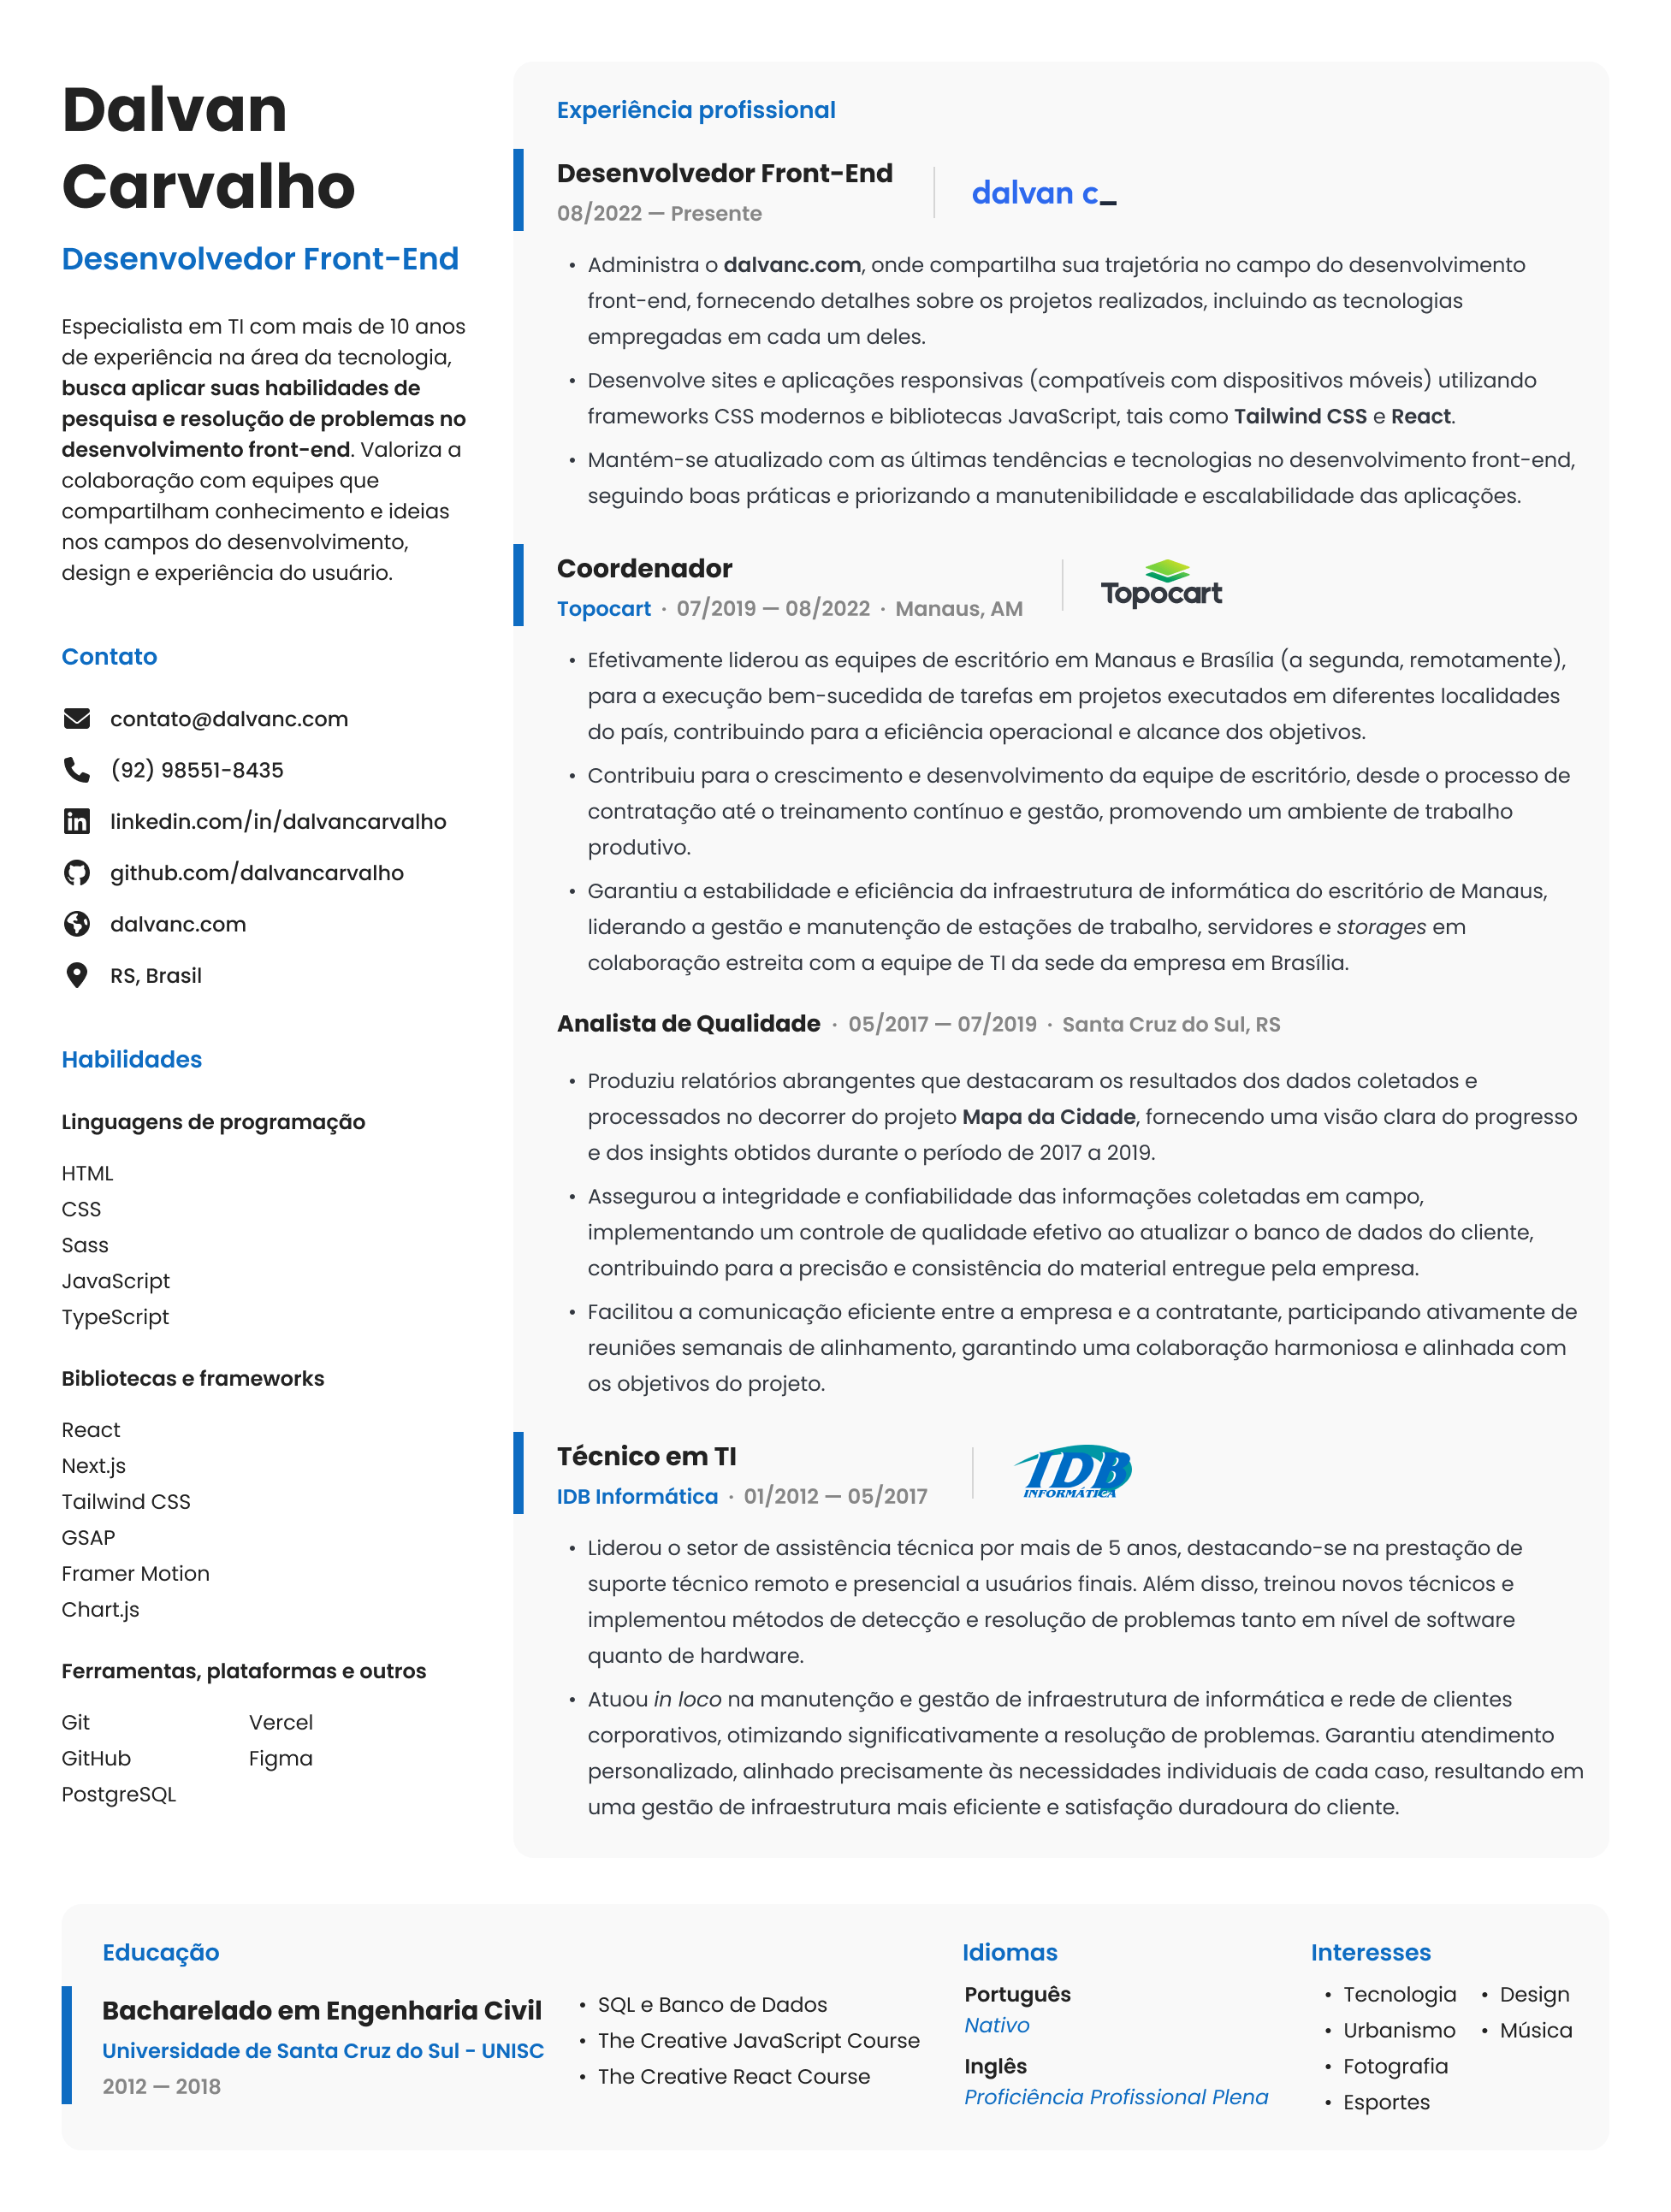 Dalvan
Carvalho
Desenvolvedor Front-End
Especialista em TI com mais de 10 anos
de experiência na área da tecnologia,
busca aplicar suas habilidades de
pesquisa e resolução de problemas no
desenvolvimento front-end. Valoriza a
colaboração com equipes que
compartilham conhecimento e ideias
nos campos do desenvolvimento,
design e experiência do usuário.
Contato
contato@dalvanc.com
(92) 98551-8435
linkedin.com/in/dalvancarvalho
github.com/dalvancarvalho
dalvanc.com
RS, Brasil
Habilidades
Linguagens de programação
HTML
CSS
Sass
JavaScript
TypeScript
Bibliotecas e frameworks
React
Next.js
Tailwind CSS
GSAP
Framer Motion
Chart.js
Ferramentas, plataformas e outros
Git Vercel
GitHub Figma
PostgreSQL
Experiência profissional
Desenvolvedor Front-End
08/2022 — Presente
dalvan c_
• Administra o dalvanc.com, onde compartilha sua trajetória no campo do desenvolvimento
front-end, fornecendo detalhes sobre os projetos realizados, incluindo as tecnologias
empregadas em cada um deles.
• Desenvolve sites e aplicações responsivas (compatíveis com dispositivos móveis) utilizando
frameworks CSS modernos e bibliotecas JavaScript, tais como Tailwind CSS e React.
• Mantém-se atualizado com as últimas tendências e tecnologias no desenvolvimento front-end,
seguindo boas práticas e priorizando a manutenibilidade e escalabilidade das aplicações.
Coordenador
Topocart · 07/2019 — 08/2022 · Manaus, AM
Topocart
• Efetivamente liderou as equipes de escritório em Manaus e Brasília (a segunda, remotamente),
para a execução bem-sucedida de tarefas em projetos executados em diferentes localidades
do país, contribuindo para a eficiência operacional e alcance dos objetivos.
• Contribuiu para o crescimento e desenvolvimento da equipe de escritório, desde o processo de
contratação até o treinamento contínuo e gestão, promovendo um ambiente de trabalho
produtivo.
• Garantiu a estabilidade e eficiência da infraestrutura de informática do escritório de Manaus,
liderando a gestão e manutenção de estações de trabalho, servidores e storages em
colaboração estreita com a equipe de TI da sede da empresa em Brasília.
Analista de Qualidade · 05/2017 — 07/2019 · Santa Cruz do Sul, RS
• Produziu relatórios abrangentes que destacaram os resultados dos dados coletados e
processados no decorrer do projeto Mapa da Cidade, fornecendo uma visão clara do progresso
e dos insights obtidos durante o período de 2017 a 2019.
• Assegurou a integridade e confiabilidade das informações coletadas em campo,
implementando um controle de qualidade efetivo ao atualizar o banco de dados do cliente,
contribuindo para a precisão e consistência do material entregue pela empresa.
• Facilitou a comunicação eficiente entre a empresa e a contratante, participando ativamente de
reuniões semanais de alinhamento, garantindo uma colaboração harmoniosa e alinhada com
os objetivos do projeto.
Técnico em TI
IDB Informática · 01/2012 — 05/2017
IDB
INFORMÁTICA
• Liderou o setor de assistência técnica por mais de 5 anos, destacando-se na prestação de
suporte técnico remoto e presencial a usuários finais. Além disso, treinou novos técnicos e
implementou métodos de detecção e resolução de problemas tanto em nível de software
quanto de hardware.
• Atuou in loco na manutenção e gestão de infraestrutura de informática e rede de clientes
corporativos, otimizando significativamente a resolução de problemas. Garantiu atendimento
personalizado, alinhado precisamente às necessidades individuais de cada caso, resultando em
uma gestão de infraestrutura mais eficiente e satisfação duradoura do cliente.
Educação
Bacharelado em Engenharia Civil
Universidade de Santa Cruz do Sul - UNISC
2012 — 2018
• SQL e Banco de Dados
• The Creative JavaScript Course
• The Creative React Course
Idiomas
Português
Nativo
Inglês
Proficiência Profissional Plena
Interesses
• Tecnologia • Design
• Urbanismo • Música
• Fotografia
• Esportes